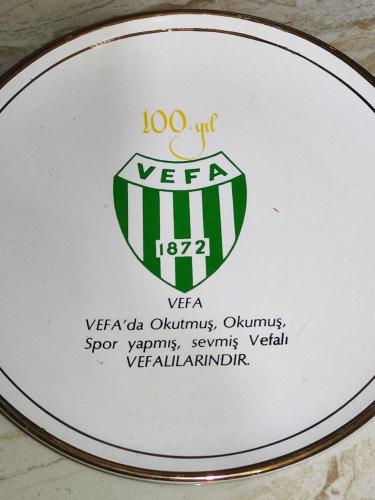 100. yıl
VEFA
1872
VEFA
VEFA'da Okutmuş, Okumuş,
Spor yapmış, sevmiş Vefalı
VEFALILARINDIR.